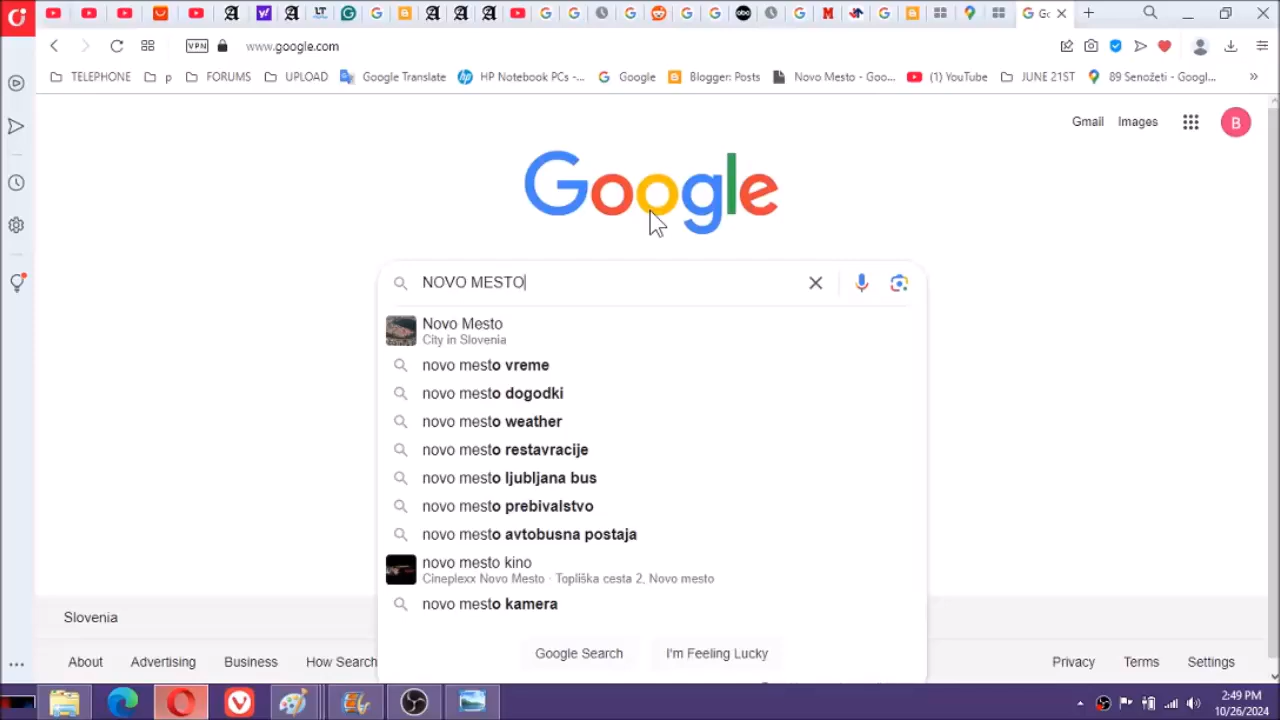 VPN
www.google.com
TELEPHONE
p
FORUMS
UPLOAD
Google Translate
HP Notebook PCs -...
Google
Blogger: Posts
Novo Mesto - Goo...
(1) YouTube
JUNE 21ST
89 Senožeti - Googl...
»
Gmail
Images
B
Google
NOVO MESTO
Novo Mesto
City in Slovenia
novo mesto vreme
novo mesto dogodki
novo mesto weather
novo mesto restavracije
novo mesto ljubljana bus
novo mesto prebivalstvo
novo mesto avtobusna postaja
novo mesto kino
Cineplexx Novo Mesto · Topliška cesta 2, Novo mesto
novo mesto kamera
Google Search
I'm Feeling Lucky
Slovenia
About
Advertising
Business
How Search
Privacy
Terms
Settings
2:49 PM
10/26/2024